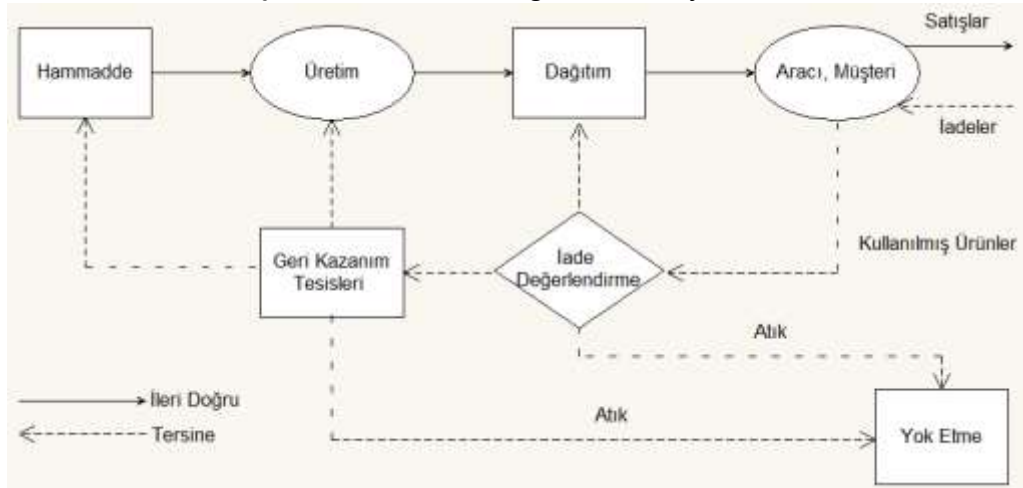 Satışlar
Hammadde
Üretim
Dağıtım
Aracı, Müşteri
İadeler
Kullanılmış Ürünler
Geri Kazanım
Tesisleri
İade
Değerlendirme
Atık
İleri Doğru
Tersine
Atık
Yok Etme